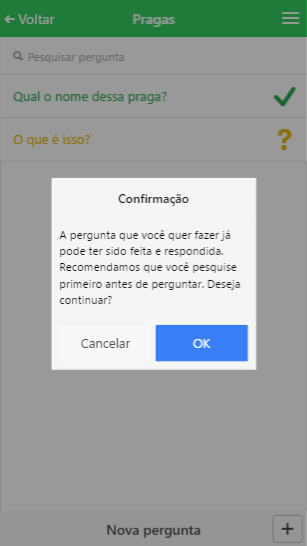 Voltar Pragas
Pesquisar pergunta
Qual o nome dessa praga?
O que é isso? ?
Confirmação
A pergunta que você quer fazer já
pode ter sido feita e respondida.
Recomendamos que você pesquise
primeiro antes de perguntar. Deseja
continuar?
Cancelar OK
Nova pergunta +